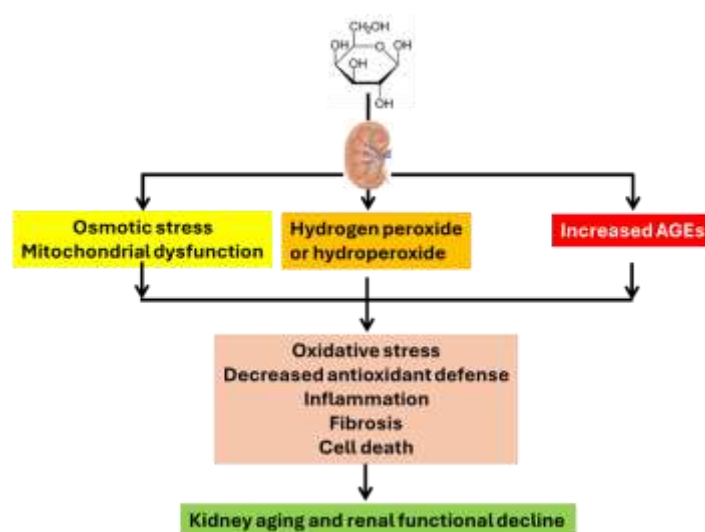 CH₂OH
OH
O
OH
OH
OH
Osmotic stress
Mitochondrial dysfunction
Hydrogen peroxide
or hydroperoxide
Increased AGEs
Oxidative stress
Decreased antioxidant defense
Inflammation
Fibrosis
Cell death
Kidney aging and renal functional decline